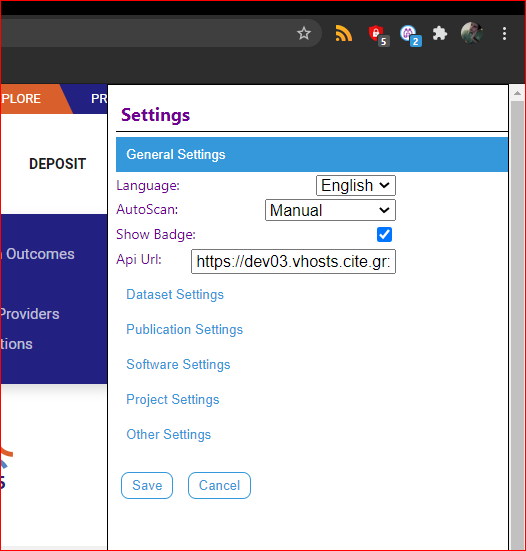 5
2
PLORE
PR
Settings
DEPOSIT
General Settings
Language:
English
AutoScan:
Manual
Show Badge:
Outcomes
Api Url:
https://dev03.vhosts.cite.gr:
Dataset Settings
Providers
Publication Settings
tions
Software Settings
Project Settings
Other Settings
Save
Cancel